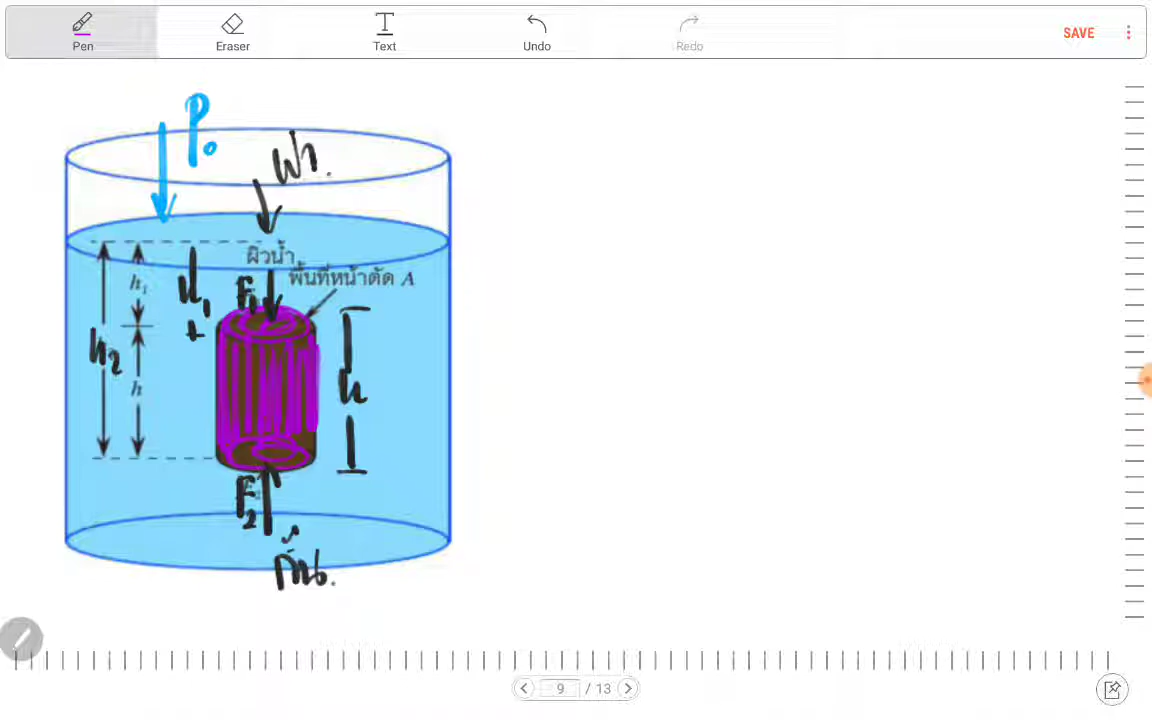 Pen
Eraser
Text
Undo
Redo
SAVE
P₀
ฝา.
ผิวน้ำ
พื้นที่หน้าตัด A
h₁
h₁
F₁
h₂
h
h
F₂
ก้น.
9 / 13